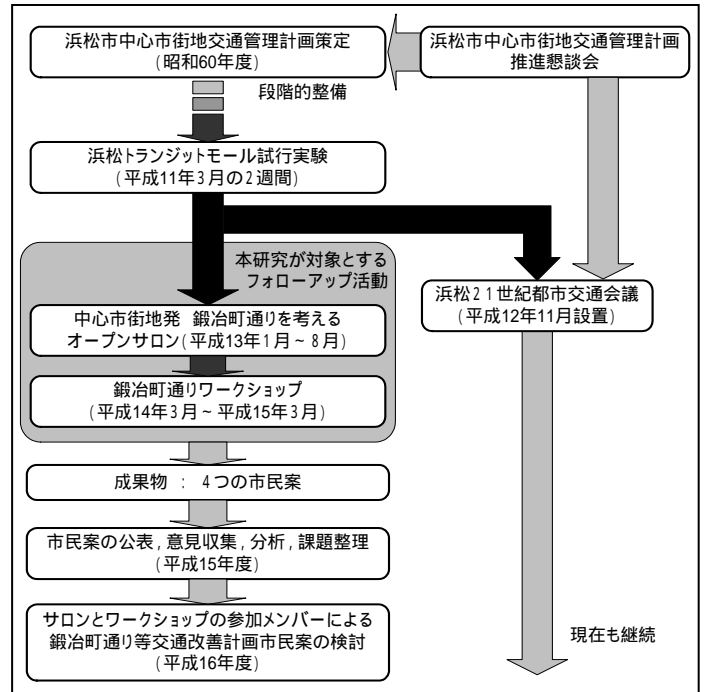 浜松市中心市街地交通管理計画策定
(昭和60年度)
浜松市中心市街地交通管理計画
推進懇談会
段階的整備
浜松トランジットモール試行実験
(平成11年3月の2週間)
本研究が対象とする
フォローアップ活動
中心市街地発 鍛冶町通りを考える
オープンサロン(平成13年1月~8月)
鍛冶町通りワークショップ
(平成14年3月~平成15年3月)
浜松21世紀都市交通会議
(平成12年11月設置)
成果物 : 4つの市民案
市民案の公表,意見収集,分析,課題整理
(平成15年度)
サロンとワークショップの参加メンバーによる
鍛冶町通り等交通改善計画市民案の検討
(平成16年度)
現在も継続